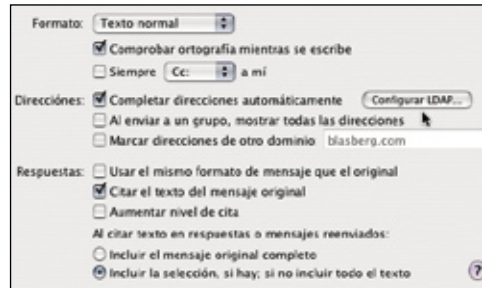 Formato: Texto normal
Comprobar ortografía mientras se escribe
Siempre Cc: a mí
Direcciónes: Completar direcciones automáticamente Configurar LDAP...
Al enviar a un grupo, mostrar todas las direcciones
Marcar direcciones de otro dominio blasberg.com
Respuestas: Usar el mismo formato de mensaje que el original
Citar el texto del mensaje original
Aumentar nivel de cita
Al citar texto en respuestas o mensajes reenviados:
Incluir el mensaje original completo
Incluir la selección, si hay; si no incluir todo el texto ?